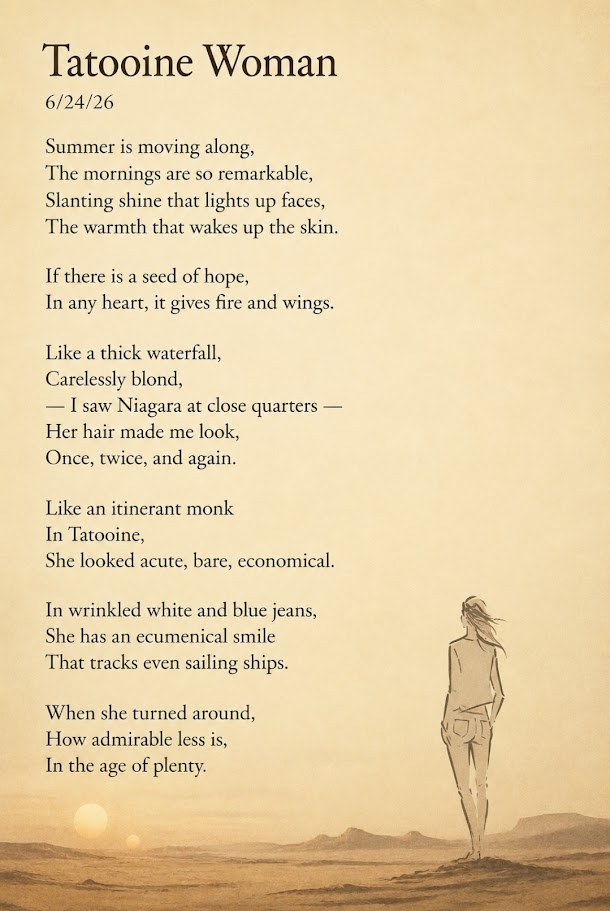 Tatooine Woman
6/24/26
Summer is moving along,
The mornings are so remarkable,
Slanting shine that lights up faces,
The warmth that wakes up the skin.
If there is a seed of hope,
In any heart, it gives fire and wings.
Like a thick waterfall,
Carelessly blond,
— I saw Niagara at close quarters —
Her hair made me look,
Once, twice, and again.
Like an itinerant monk
In Tatooine,
She looked acute, bare, economical.
In wrinkled white and blue jeans,
She has an ecumenical smile
That tracks even sailing ships.
When she turned around,
How admirable less is,
In the age of plenty.